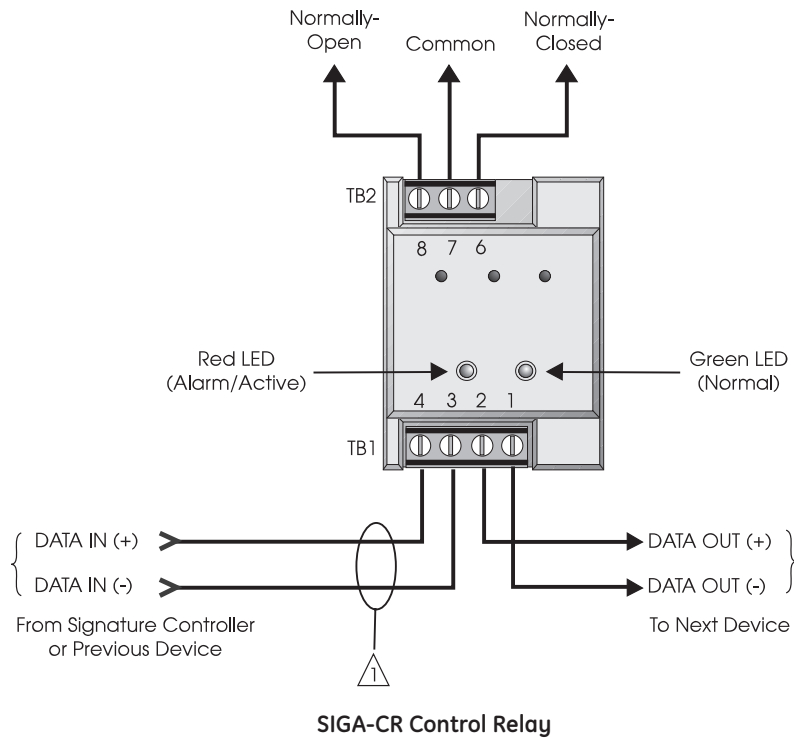 Normally-
Open
Common
Normally-
Closed
TB2
8 7 6
Red LED
(Alarm/Active)
Green LED
(Normal)
4 3 2 1
TB1
DATA IN (+)
DATA OUT (+)
DATA IN (-)
DATA OUT (-)
From Signature Controller
or Previous Device
To Next Device
1
SIGA-CR Control Relay